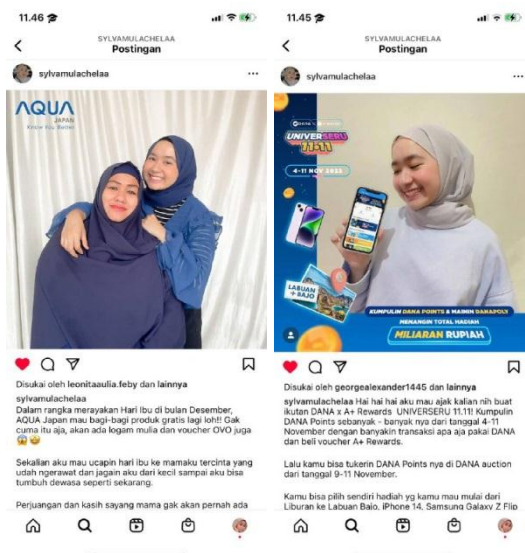 11.46
SYLVAMULACHELAA
Postingan
sylvamulachelaa
AQUA
JAPAN
Know You Better
Disukai oleh leonitaaulia.feby dan lainnya
sylvamulachelaa
Dalam rangka merayakan Hari Ibu di bulan Desember,
AQUA Japan mau bagi-bagi produk gratis lagi loh!! Gak
cuma itu aja, akan ada logam mulia dan voucher OVO juga
Sekalian aku mau ucapin hari ibu ke mamaku tercinta yang
udah ngerawat dan jagain aku dari kecil sampai aku bisa
tumbuh dewasa seperti sekarang.
Perjuangan dan kasih sayang mama gak akan pernah ada
11.45
SYLVAMULACHELAA
Postingan
sylvamulachelaa
DANA
UNIVERSERU
11.11
4-11 NOV 2022
LABUAN
BAJO
KUMPULIN DANA POINTS & MAININ DANAPOLY
MENANGIN TOTAL HADIAH
MILIARAN RUPIAH
Disukai oleh georgealexander1445 dan lainnya
sylvamulachelaa Hai hai hai aku mau ajak kalian nih buat
ikutan DANA x A+ Rewards UNIVERSERU 11.11! Kumpulin
DANA Points sebanyak - banyak nya dari tanggal 4-11
November dengan banyakin transaksi apa aja pakai DANA
dan beli voucher A+ Rewards.
Lalu kamu bisa tukerin DANA Points nya di DANA auction
dari tanggal 9-11 November.
Kamu bisa pilih sendiri hadiah yg kamu mau mulai dari
Liburan ke Labuan Bajo, iPhone 14, Samsung Galaxy Z Flip